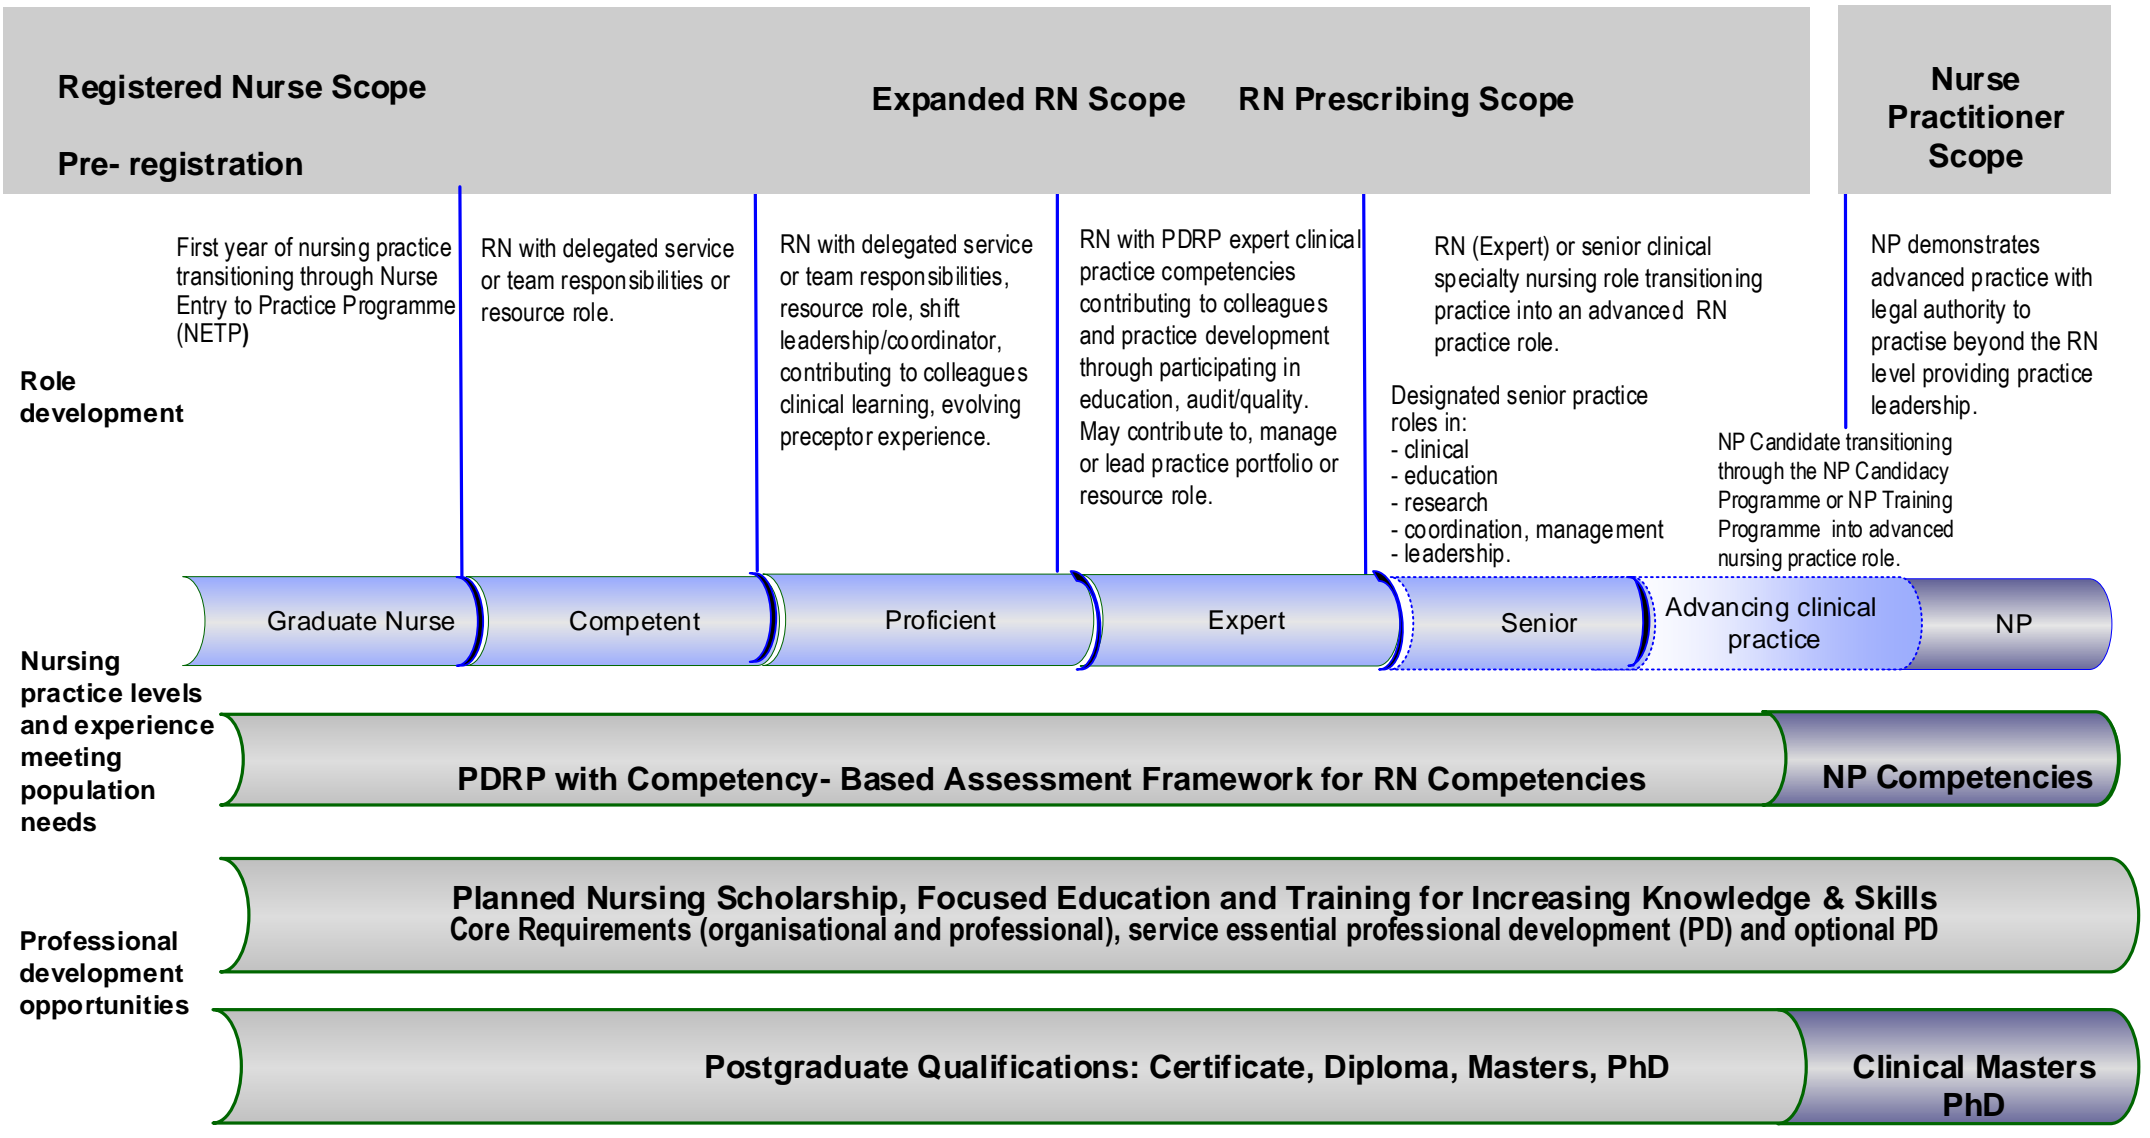 Registered Nurse Scope
Pre- registration
Expanded RN Scope
RN Prescribing Scope
Nurse
Practitioner
Scope
Role
development
First year of nursing practice
transitioning through Nurse
Entry to Practice Programme
(NETP)
RN with delegated service
or team responsibilities or
resource role.
RN with delegated service
or team responsibilities,
resource role, shift
leadership/coordinator,
contributing to colleagues
clinical learning, evolving
preceptor experience.
RN with PDRP expert clinical
practice competencies
contributing to colleagues
and practice development
through participating in
education, audit/quality.
May contribute to, manage
or lead practice portfolio or
resource role.
RN (Expert) or senior clinical
specialty nursing role transitioning
practice into an advanced RN
practice role.
Designated senior practice
roles in:
- clinical
- education
- research
- coordination, management
- leadership.
NP demonstrates
advanced practice with
legal authority to
practise beyond the RN
level providing practice
leadership.
NP Candidate transitioning
through the NP Candidacy
Programme or NP Training
Programme into advanced
nursing practice role.
Graduate Nurse
Competent
Proficient
Expert
Senior
Advancing clinical
practice
NP
Nursing
practice levels
and experience
meeting
population
needs
PDRP with Competency- Based Assessment Framework for RN Competencies
NP Competencies
Professional
development
opportunities
Planned Nursing Scholarship, Focused Education and Training for Increasing Knowledge & Skills
Core Requirements (organisational and professional), service essential professional development (PD) and optional PD
Postgraduate Qualifications: Certificate, Diploma, Masters, PhD
Clinical Masters
PhD